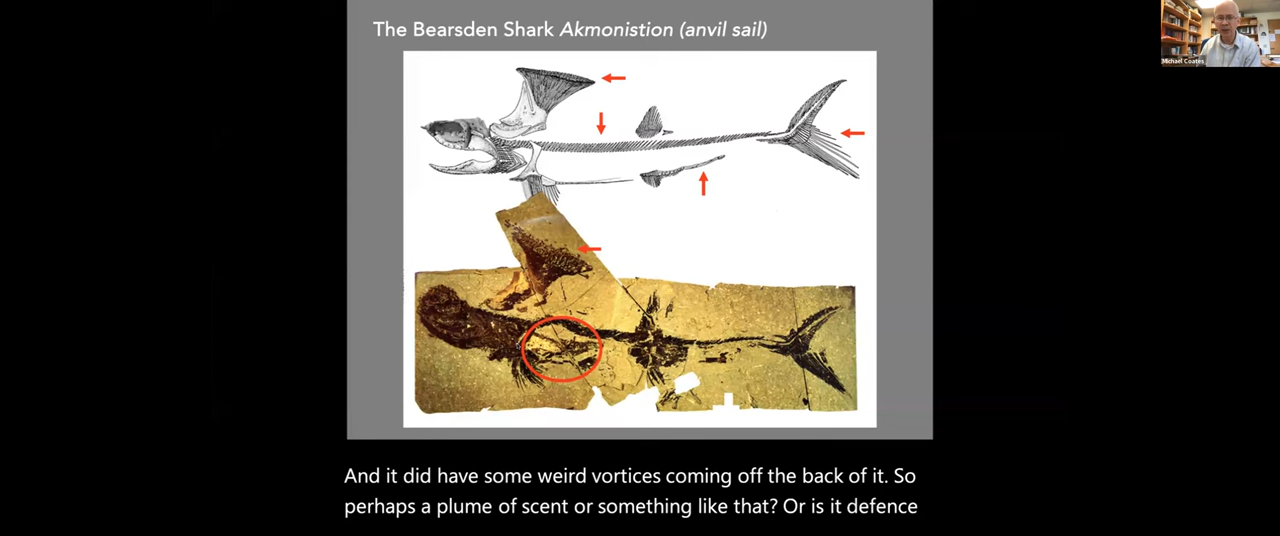 The Bearsden Shark Akmonistion (anvil sail)
Michael Coates
And it did have some weird vortices coming off the back of it. So
perhaps a plume of scent or something like that? Or is it defence